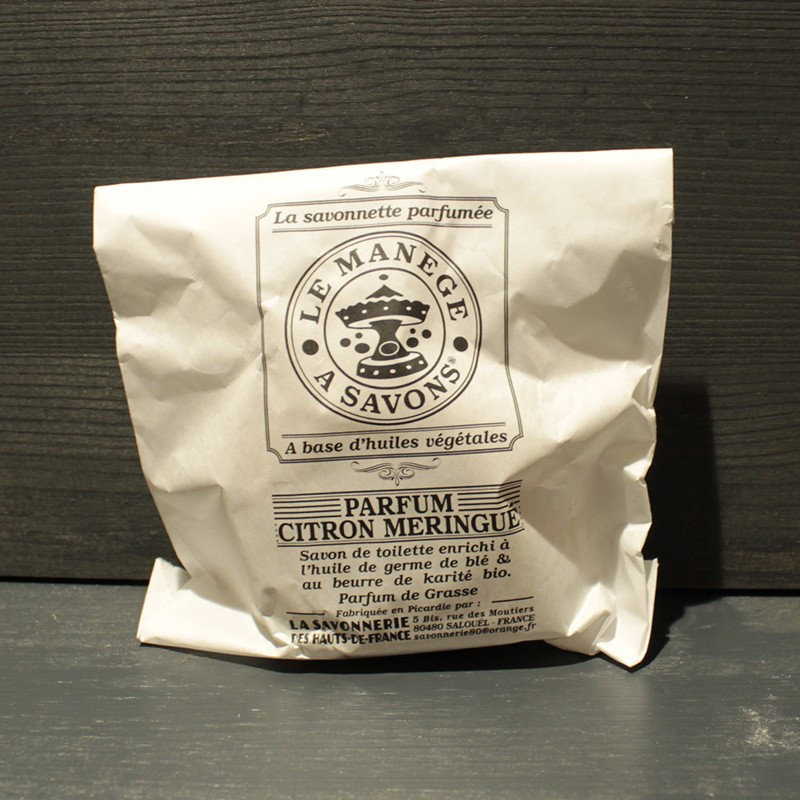 La savonnette parfumée
LE MANEGE
A SAVONS®
A base d'huiles végétales
PARFUM
CITRON MERINGUÉ
Savon de toilette enrichi à
l'huile de germe de blé &
au beurre de karité bio.
Parfum de Grasse
Fabriquée en Picardie par :
LA SAVONNERIE 5 Bis, rue des Moutiers
80480 SALOUËL - FRANCE
DES HAUTS-DE-FRANCE savonnerie80@orange.fr